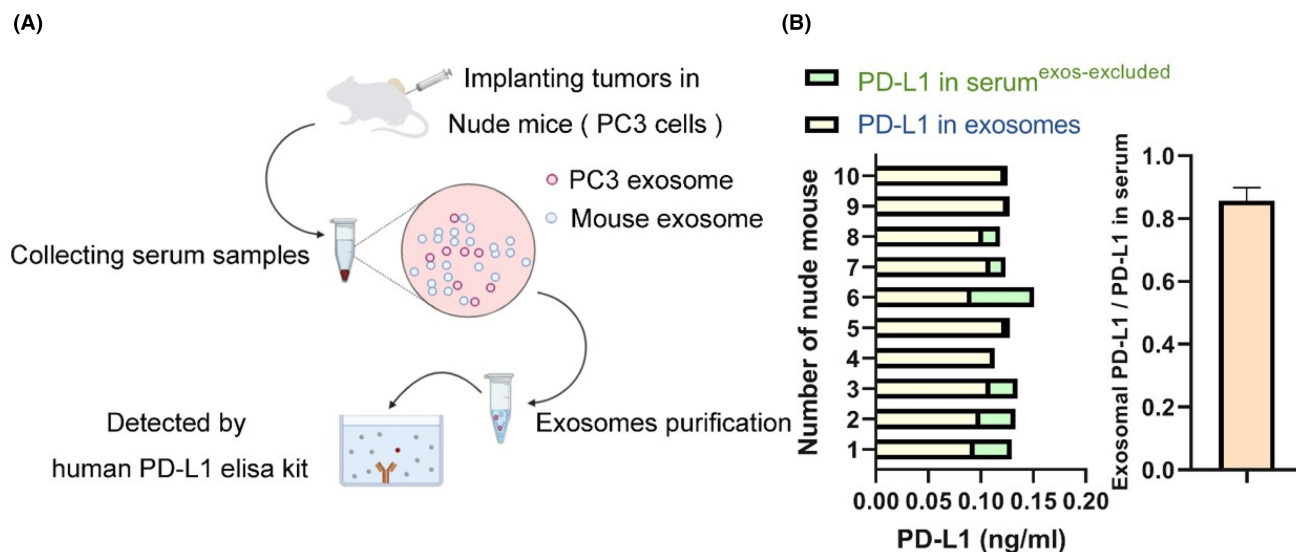 (A)
Implanting tumors in
Nude mice ( PC3 cells )
PC3 exosome
Mouse exosome
Collecting serum samples
Exosomes purification
Detected by
human PD-L1 elisa kit
(B)
PD-L1 in serum^exos-excluded
PD-L1 in exosomes
Number of nude mouse
10
9
8
7
6
5
4
3
2
1
0.00 0.05 0.10 0.15 0.20
PD-L1 (ng/ml)
Exosomal PD-L1 / PD-L1 in serum
1.0
0.8
0.6
0.4
0.2
0.0